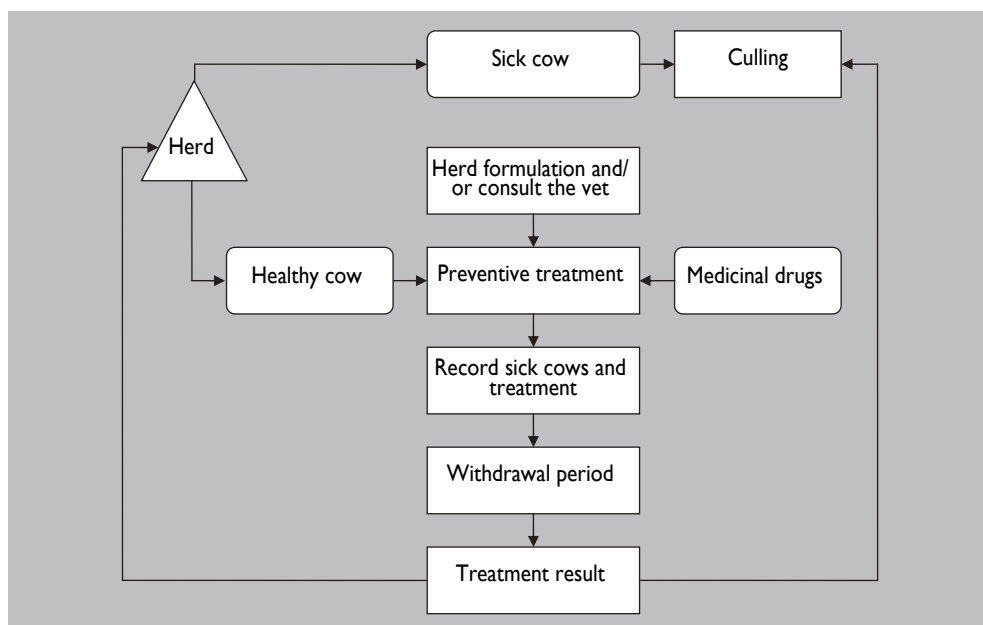 Sick cow
Culling
Herd
Herd formulation and/
or consult the vet
Healthy cow
Preventive treatment
Medicinal drugs
Record sick cows and
treatment
Withdrawal period
Treatment result